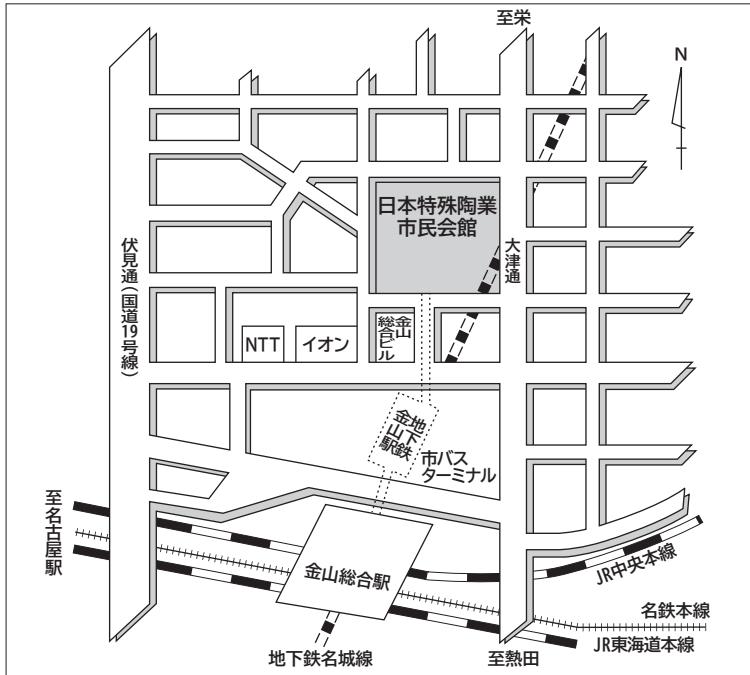 至栄
N
日本特殊陶業
市民会館
大津通
伏見通(国道19号線)
NTT
イオン
金山
総合ビル
地下鉄
金山駅
市バス
ターミナル
至名古屋駅
金山総合駅
JR中央本線
名鉄本線
JR東海道本線
地下鉄名城線
至熱田